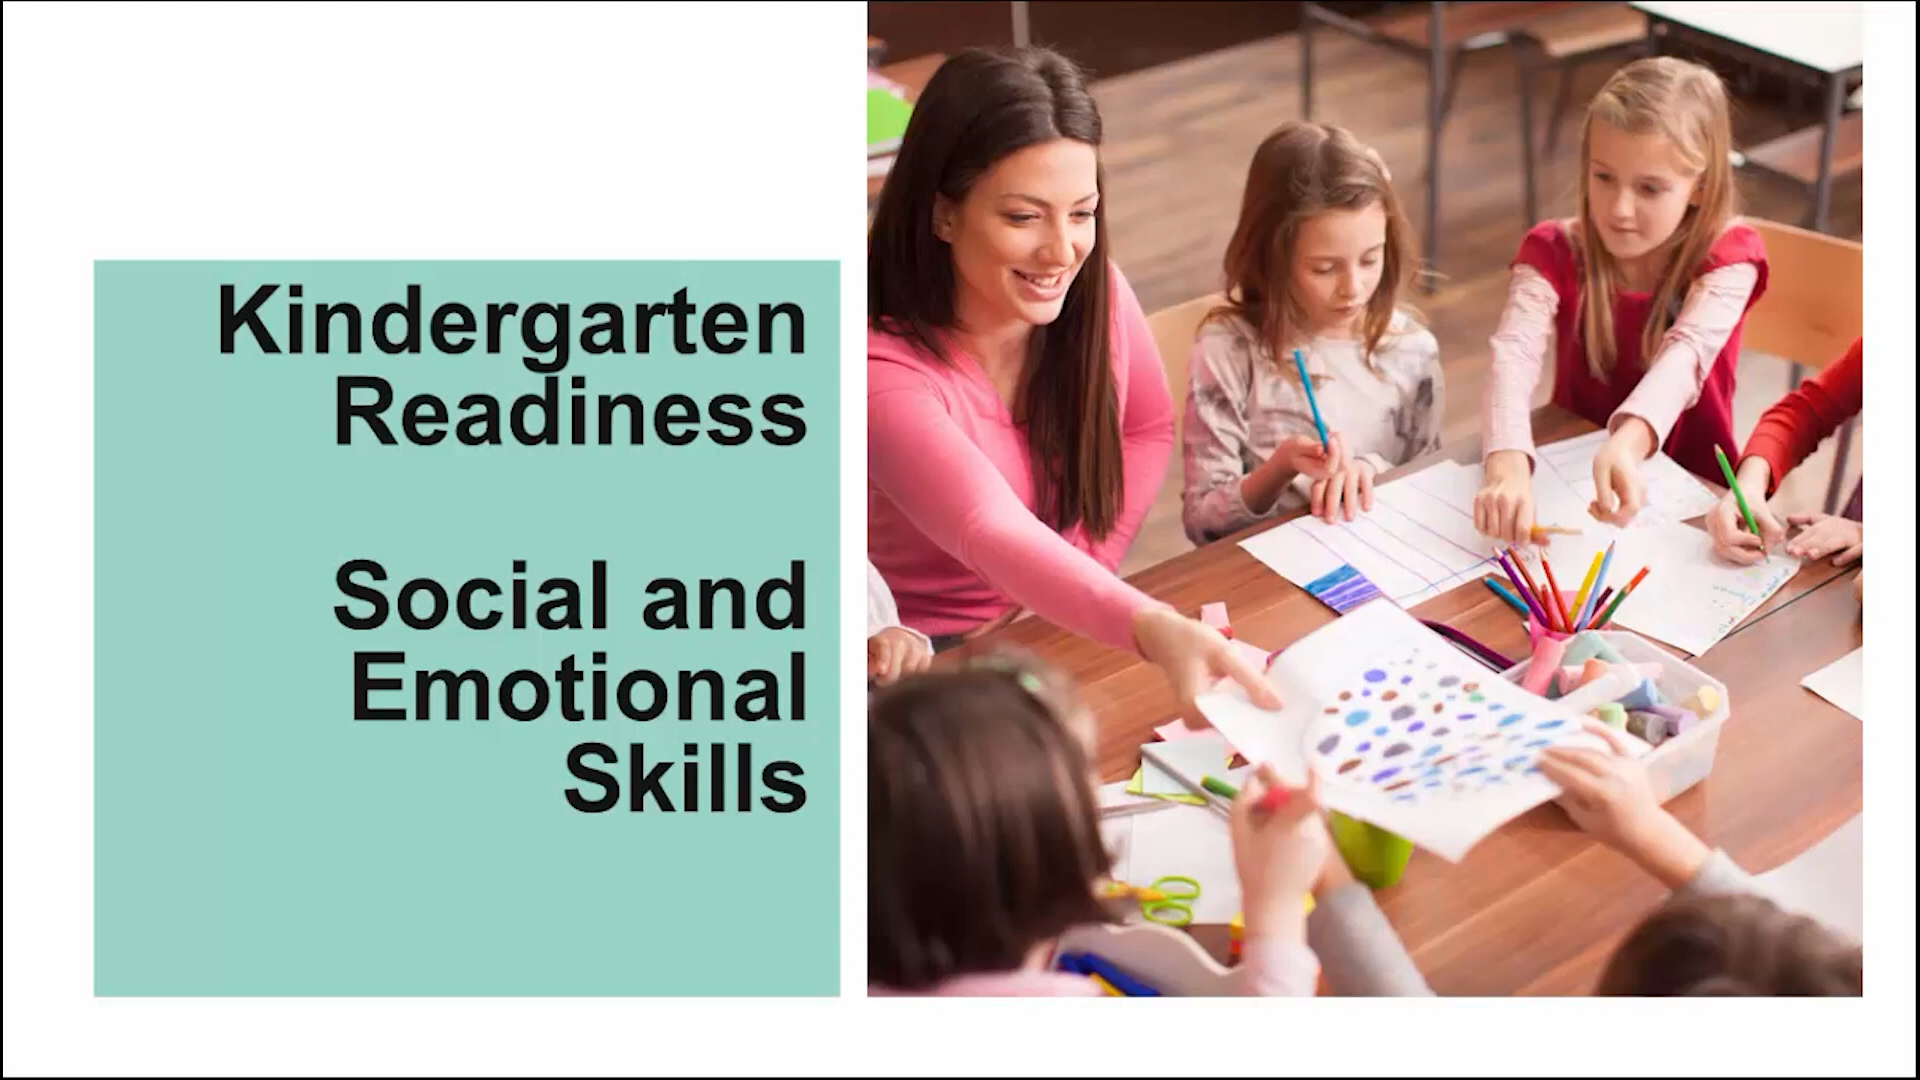 Kindergarten
Readiness
Social and
Emotional
Skills